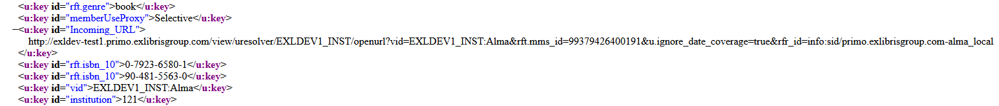 <u:key id="rft.genre">book</u:key>
<u:key id="memberUseProxy">Selective</u:key>
−<u:key id="Incoming_URL">
http://exldev-test1.primo.exlibrisgroup.com/view/uresolver/EXLDEV1_INST/openurl?vid=EXLDEV1_INST:Alma&rft.mms_id=99379426400191&u.ignore_date_coverage=true&rfr_id=info:sid/primo.exlibrisgroup.com-alma_local
</u:key>
<u:key id="rft.isbn_10">0-7923-6580-1</u:key>
<u:key id="rft.isbn_10">90-481-5563-0</u:key>
<u:key id="vid">EXLDEV1_INST:Alma</u:key>
<u:key id="institution">121</u:key>